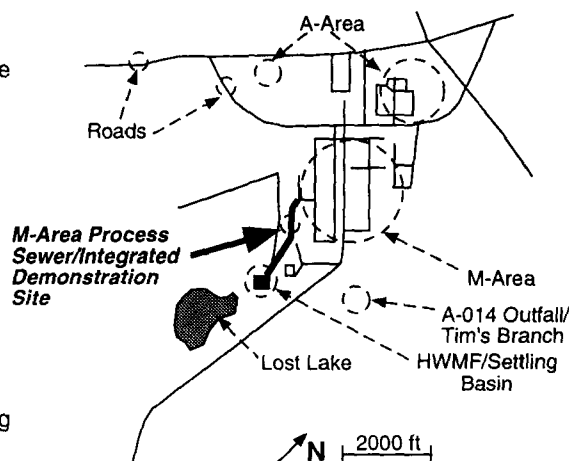 A-Area
e
Roads
M-Area Process
Sewer/Integrated
Demonstration
Site
M-Area
A-014 Outfall/
Tim's Branch
Lost Lake
HWMF/Settling
Basin
g
N
2000 ft